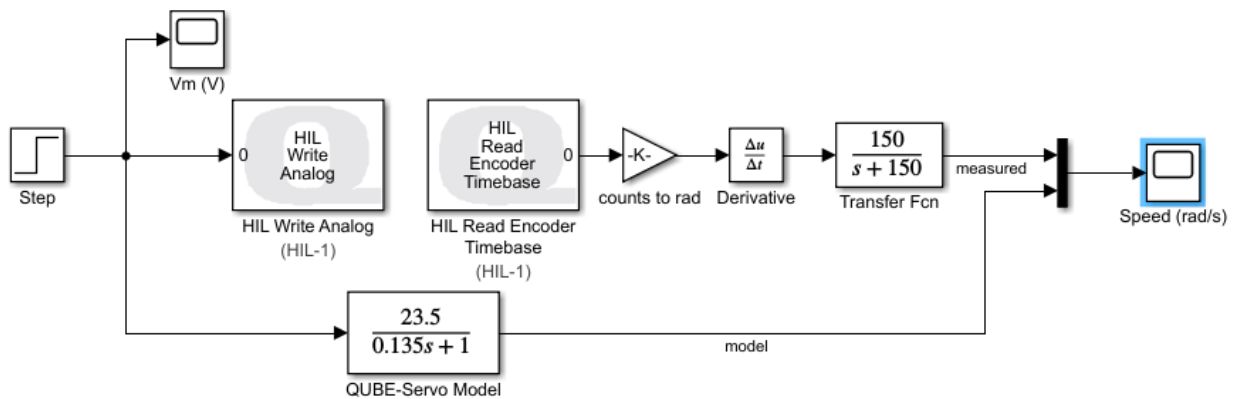 Vm (V)
Step
0
HIL
Write
Analog
HIL Write Analog
(HIL-1)
HIL
Read
Encoder
Timebase
0
HIL Read Encoder
Timebase
(HIL-1)
-K-
counts to rad
Δu
Δt
Derivative
150
s + 150
Transfer Fcn
measured
Speed (rad/s)
23.5
0.135s + 1
QUBE-Servo Model
model